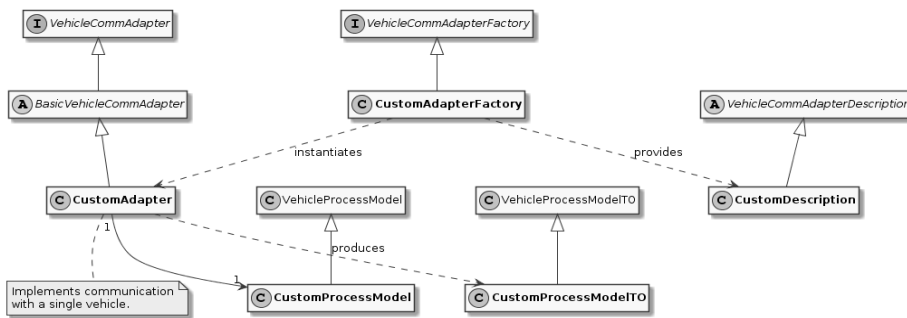 I VehicleCommAdapter
I VehicleCommAdapterFactory
A BasicVehicleCommAdapter
C CustomAdapterFactory
A VehicleCommAdapterDescription
instantiates
provides
C CustomAdapter
C VehicleProcessModel
C VehicleProcessModelTO
C CustomDescription
1
produces
1
Implements communication
with a single vehicle.
C CustomProcessModel
C CustomProcessModelTO